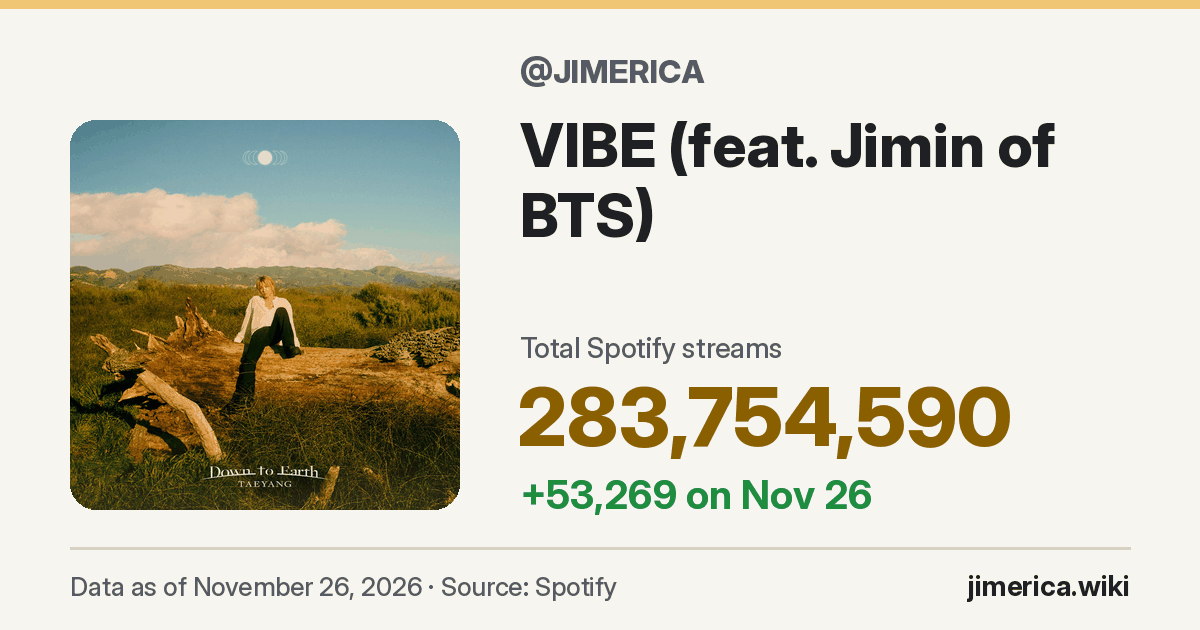 @JIMERICA
VIBE (feat. Jimin of
BTS)
Total Spotify streams
283,754,590
+53,269 on Nov 26
Down to Earth
TAEYANG
Data as of November 26, 2026 · Source: Spotify
jimerica.wiki